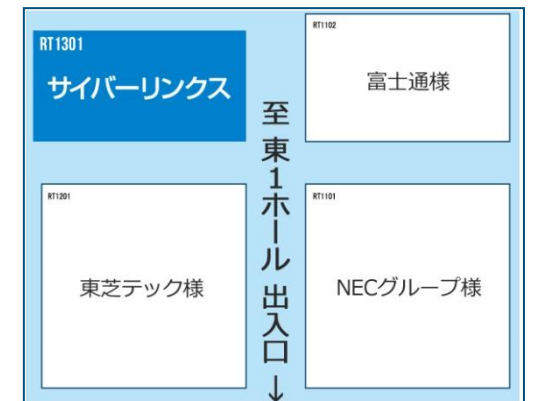 RT1301
サイバーリンクス
RT1102
富士通様
至 東1ホール 出入口 ↓
RT1201
東芝テック様
RT1101
NECグループ様